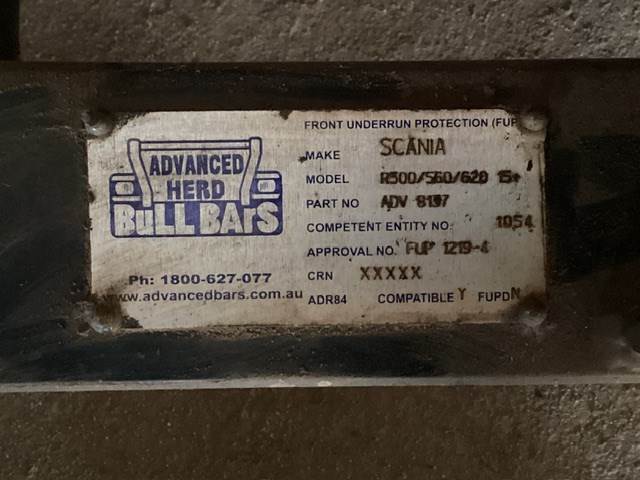 ADVANCED
HERD
BuLL BArS
Ph: 1800-627-077
www.advancedbars.com.au
FRONT UNDERRUN PROTECTION (FUP
MAKE SCANIA
MODEL R500/560/620 15+
PART NO ADV 8197
COMPETENT ENTITY NO. 1054
APPROVAL NO. FUP 1219-4
CRN XXXXX
ADR84 COMPATIBLE Y FUPD N